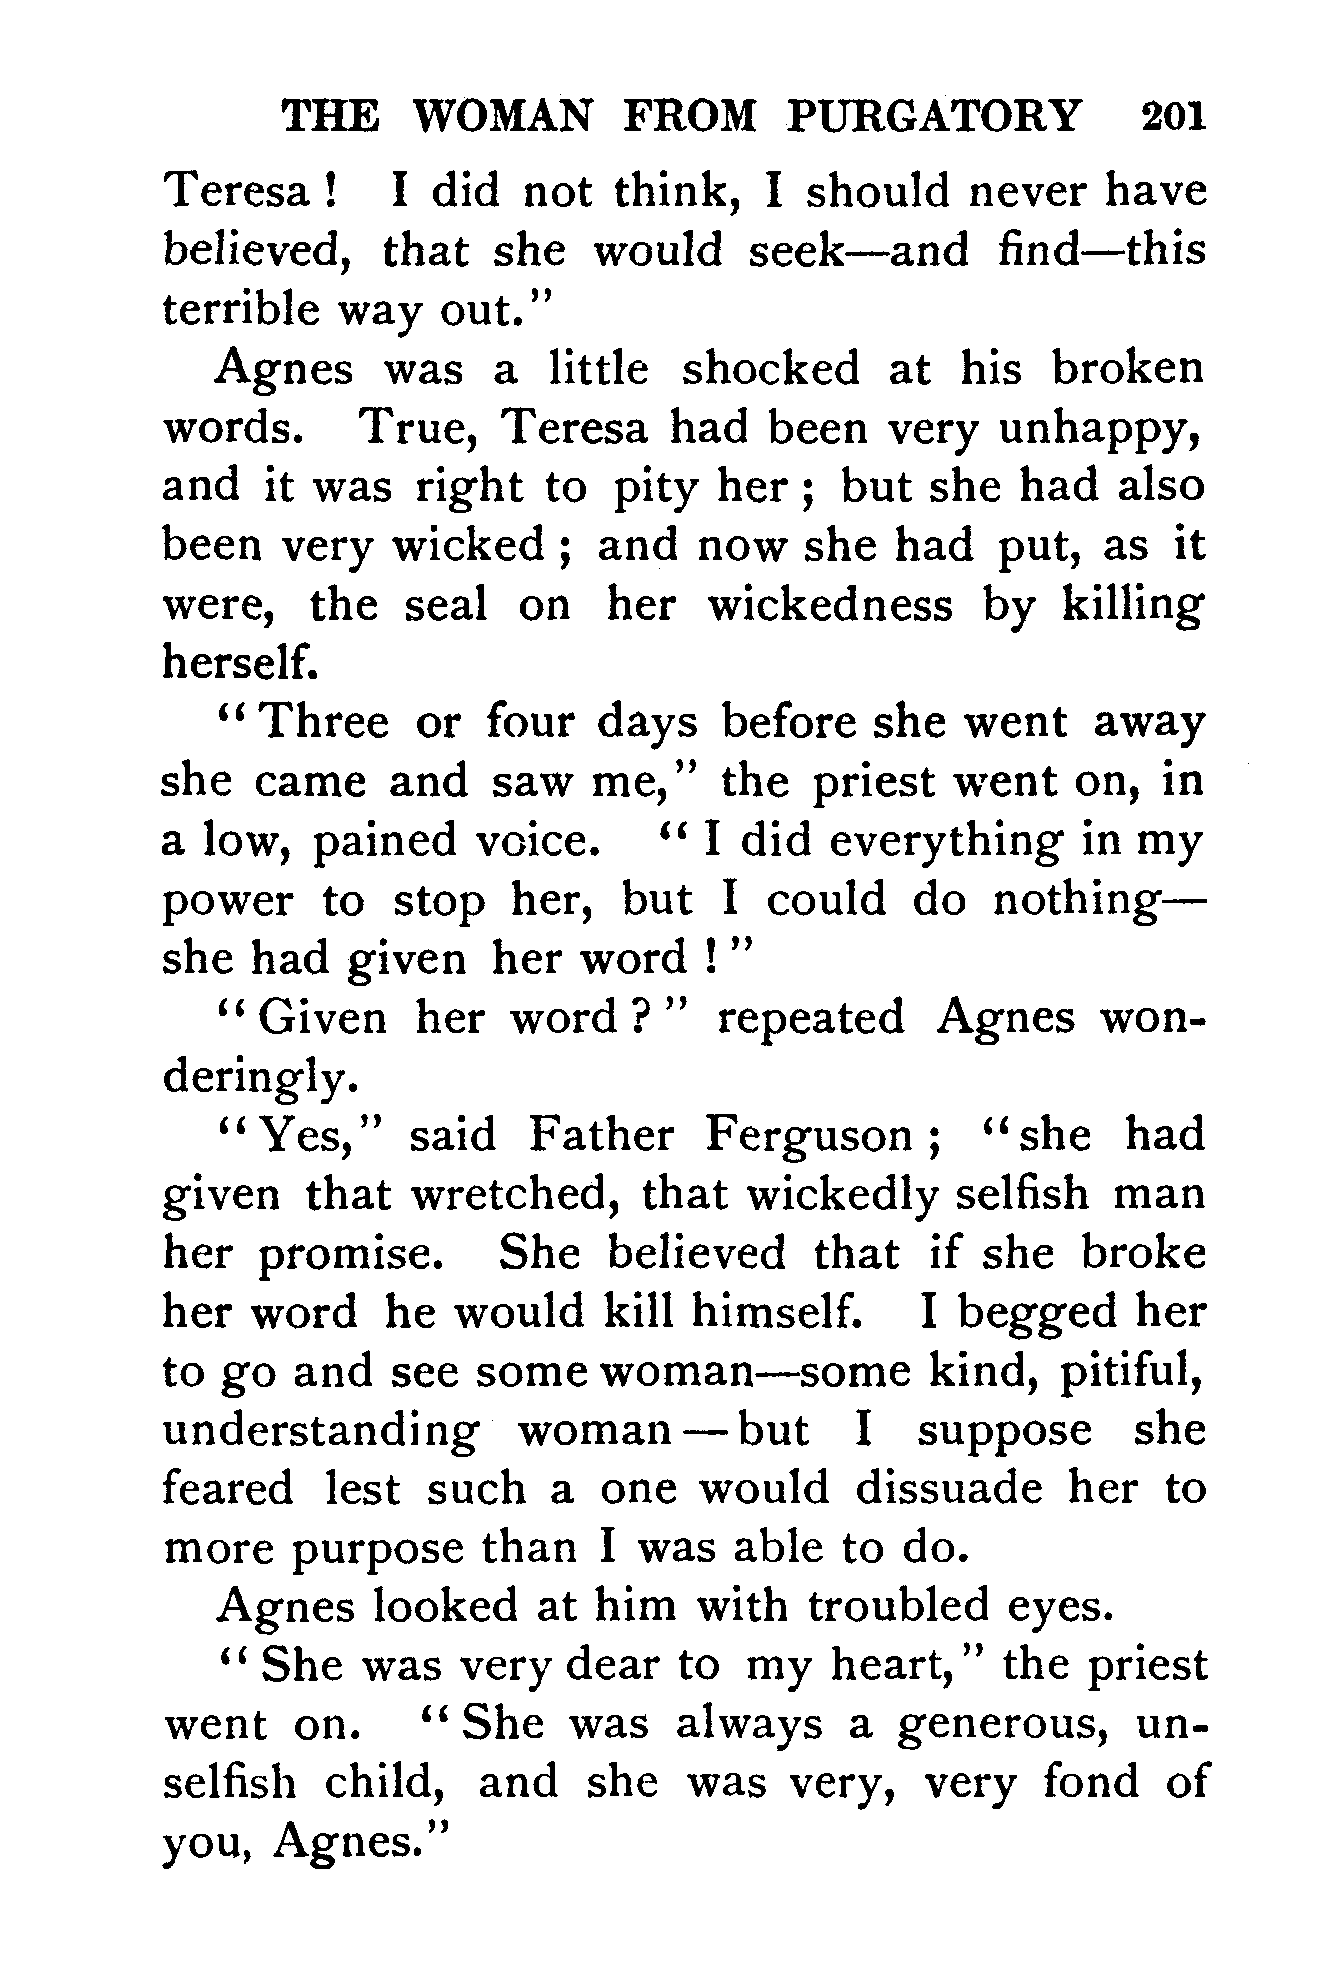 THE WOMAN FROM PURGATORY 201
Teresa ! I did not think, I should never have
believed, that she would seek—and find—this
terrible way out."
Agnes was a little shocked at his broken
words. True, Teresa had been very unhappy,
and it was right to pity her ; but she had also
been very wicked ; and now she had put, as it
were, the seal on her wickedness by killing
herself.
" Three or four days before she went away
she came and saw me," the priest went on, in
a low, pained voice. " I did everything in my
power to stop her, but I could do nothing—
she had given her word ! "
" Given her word ? " repeated Agnes won-
deringly.
" Yes," said Father Ferguson ; " she had
given that wretched, that wickedly selfish man
her promise. She believed that if she broke
her word he would kill himself. I begged her
to go and see some woman—some kind, pitiful,
understanding woman — but I suppose she
feared lest such a one would dissuade her to
more purpose than I was able to do.
Agnes looked at him with troubled eyes.
" She was very dear to my heart," the priest
went on. " She was always a generous, un-
selfish child, and she was very, very fond of
you, Agnes."